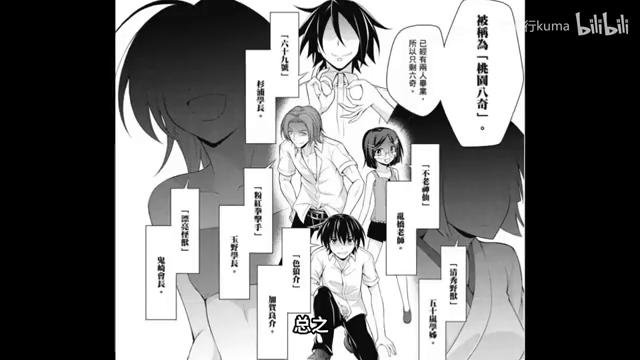 行kuma bilibili
被稱為「桃園八奇」。
已經有兩人畢業，
所以只剩六奇。
「六十九號」
杉浦學長。
「不老神仙」
亂橋老師。
「粉紅拳擊手」
玉野學長。
「漂亮怪獸」
鬼崎會長。
「清秀野獸」
五十嵐學姊。
「色狼介」
加賀良介。
总之